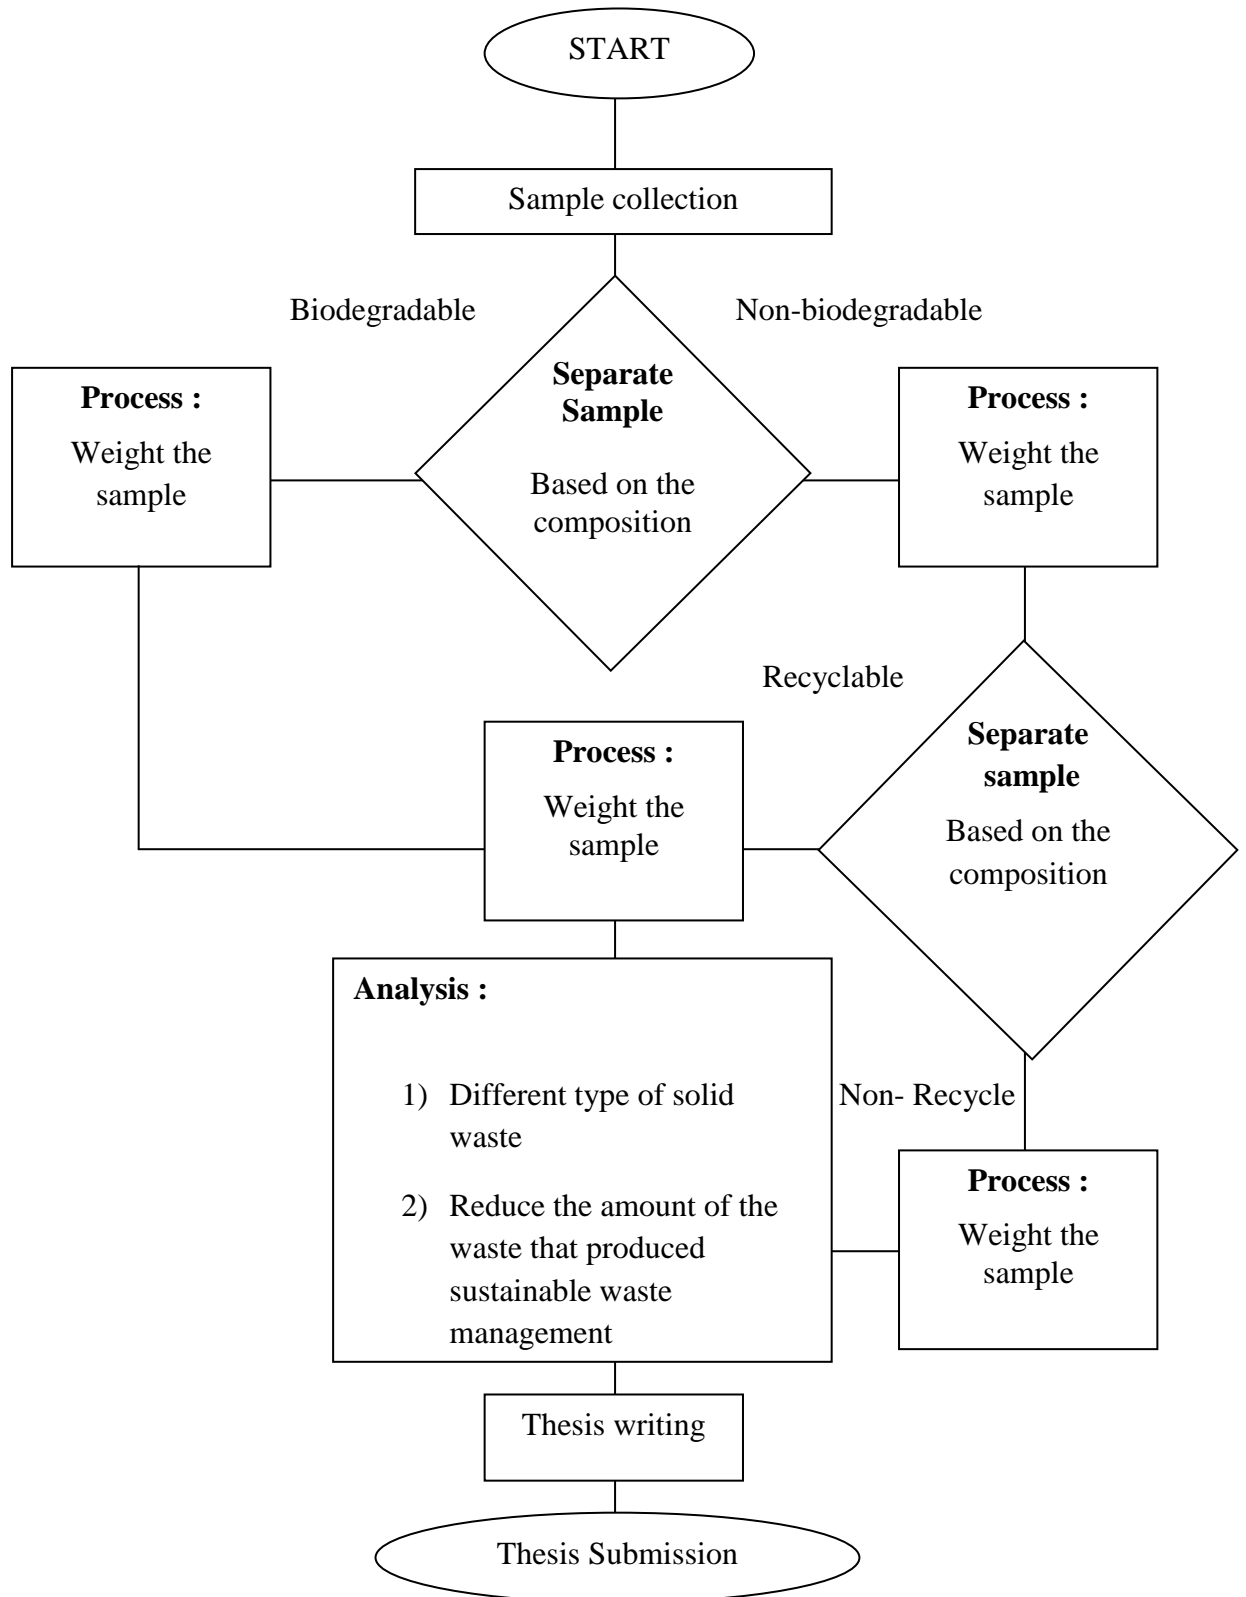 START
Sample collection
Biodegradable
Non-biodegradable
Process :
Weight the
sample
Separate
Sample
Based on the
composition
Process :
Weight the
sample
Recyclable
Process :
Weight the
sample
Separate
sample
Based on the
composition
Analysis :
1) Different type of solid
waste
2) Reduce the amount of the
waste that produced
sustainable waste
management
Non- Recycle
Process :
Weight the
sample
Thesis writing
Thesis Submission